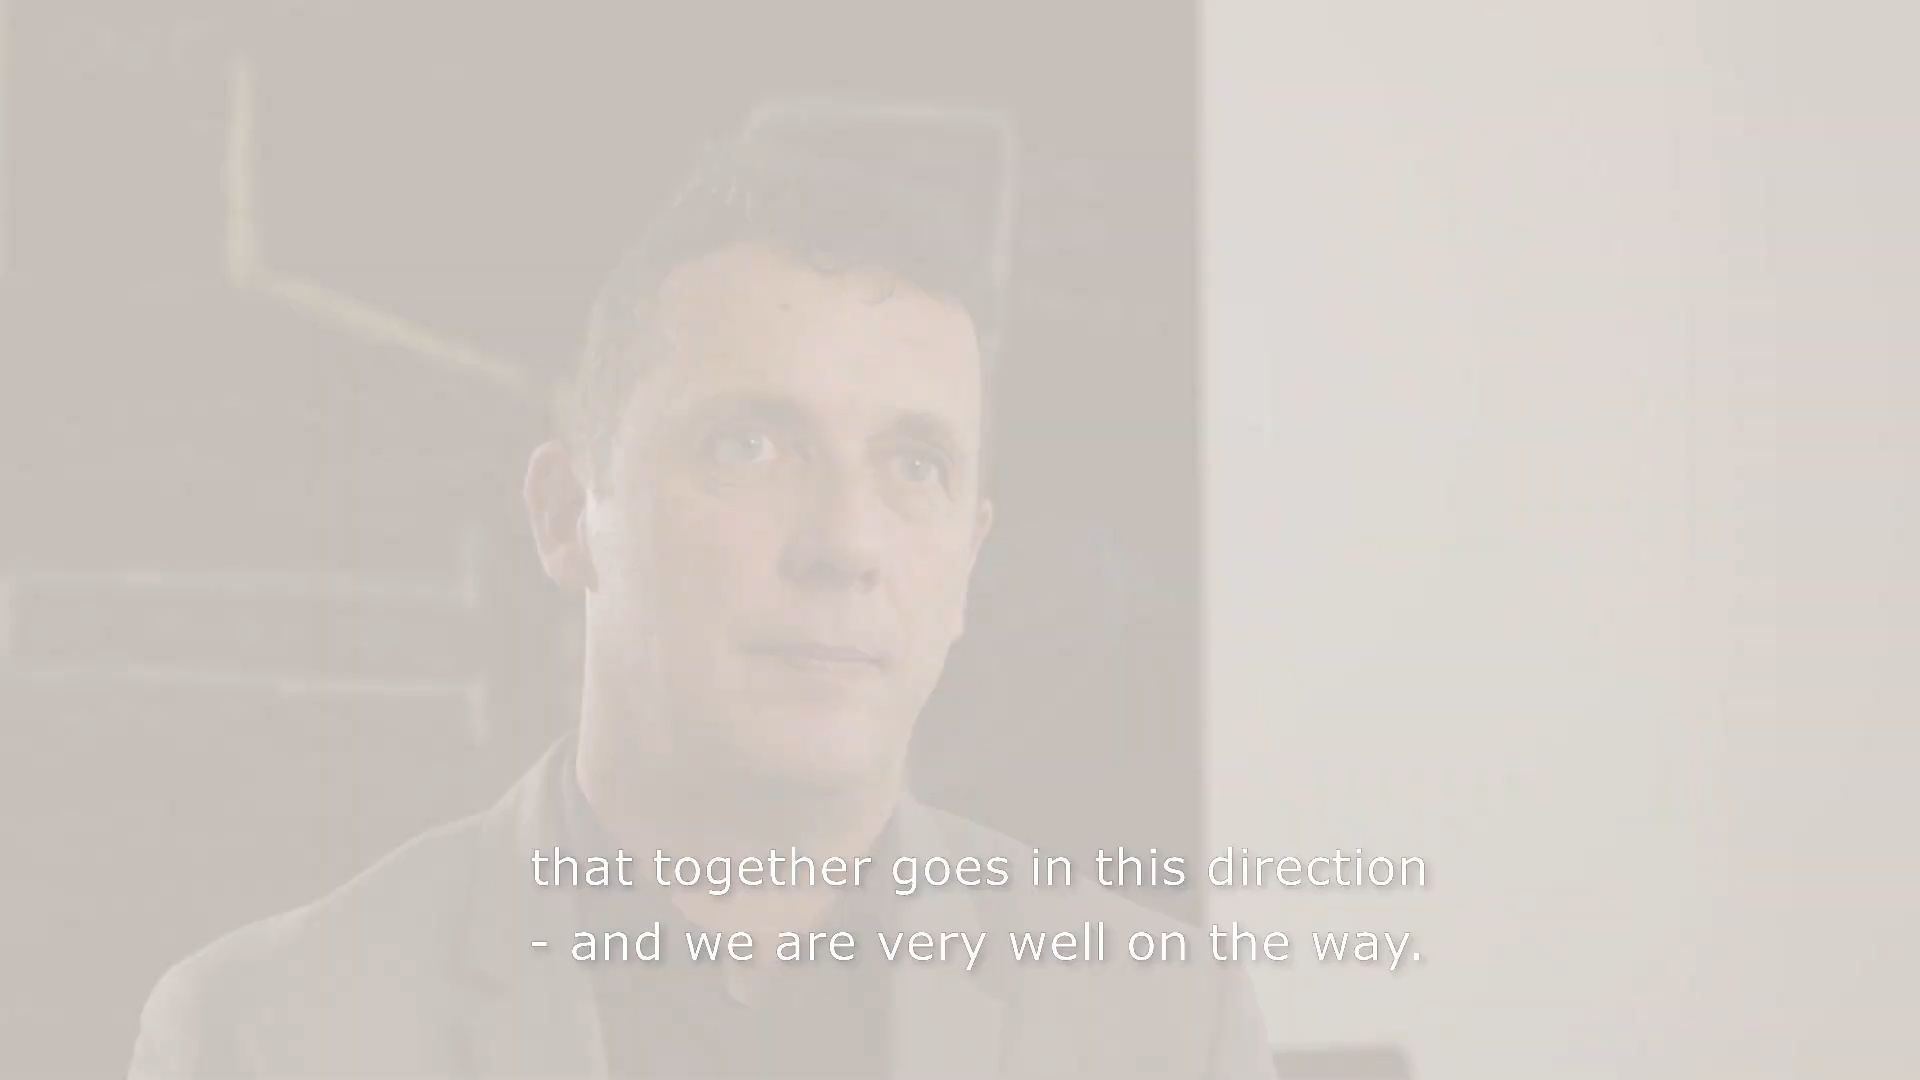 that together goes in this direction
- and we are very well on the way.